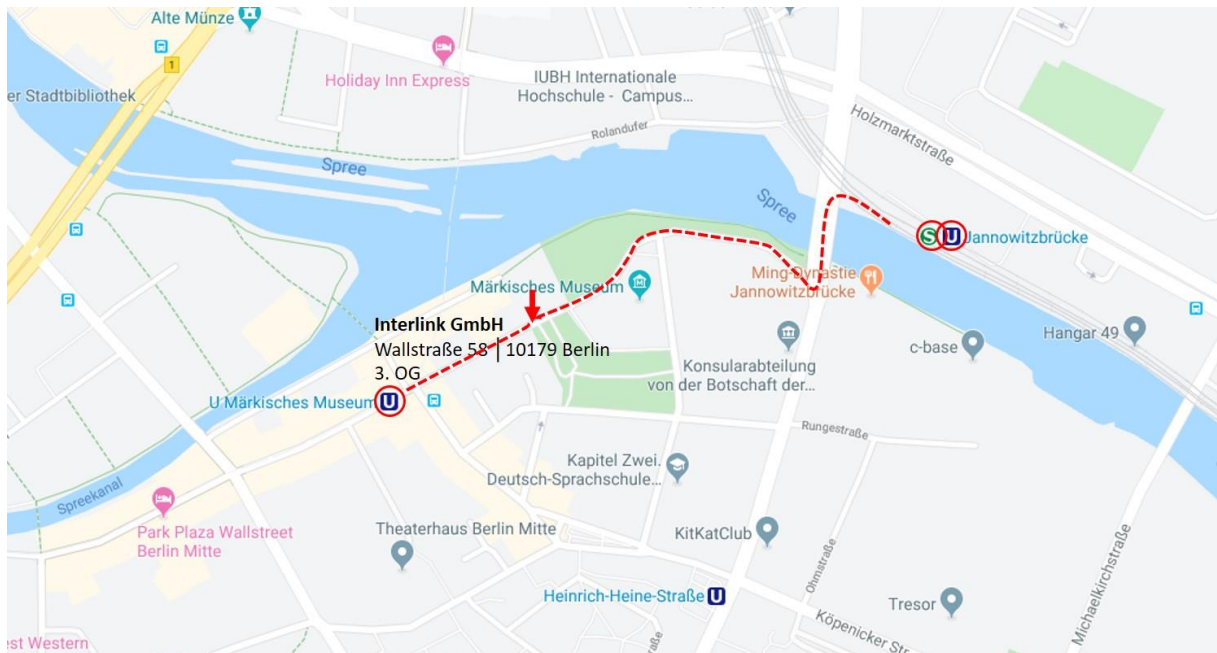 Alte Münze
1
Holiday Inn Express
IUBH Internationale
Hochschule - Campus...
er Stadtbibliothek
Rolandufer
Holzmarktstraße
Spree
Spree
S U Jannowitzbrücke
Märkisches Museum
Ming-Dynastie
Jannowitzbrücke
Interlink GmbH
Wallstraße 58 | 10179 Berlin
3. OG
U Märkisches Museum U
Konsularabteilung
von der Botschaft der...
c-base
Hangar 49
Rungestraße
Kapitel Zwei.
Deutsch-Sprachschule...
Spreekanal
Park Plaza Wallstreet
Berlin Mitte
Theaterhaus Berlin Mitte
KitKatClub
Ohmstraße
Michaelkirchstraße
Heinrich-Heine-Straße U
Tresor
Köpenicker Str
raße
est Western